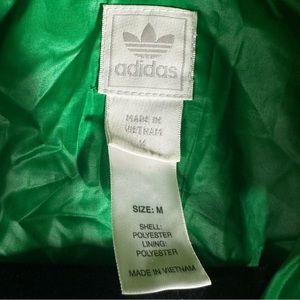 adidas
MADE IN
VIETNAM
M
SIZE: M
SHELL:
POLYESTER
LINING:
POLYESTER
MADE IN VIETNAM